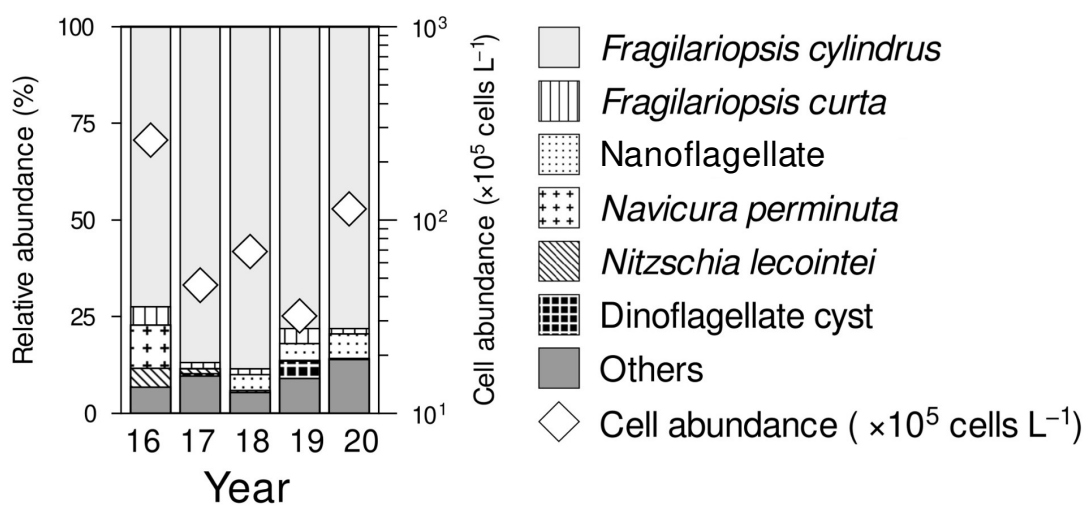 100
75
50
25
0
Relative abundance (%)
10³
10²
10¹
Cell abundance (×10⁵ cells L⁻¹)
16 17 18 19 20
Year
Fragilariopsis cylindrus
Fragilariopsis curta
Nanoflagellate
Navicura perminuta
Nitzschia lecointei
Dinoflagellate cyst
Others
Cell abundance ( ×10⁵ cells L⁻¹)